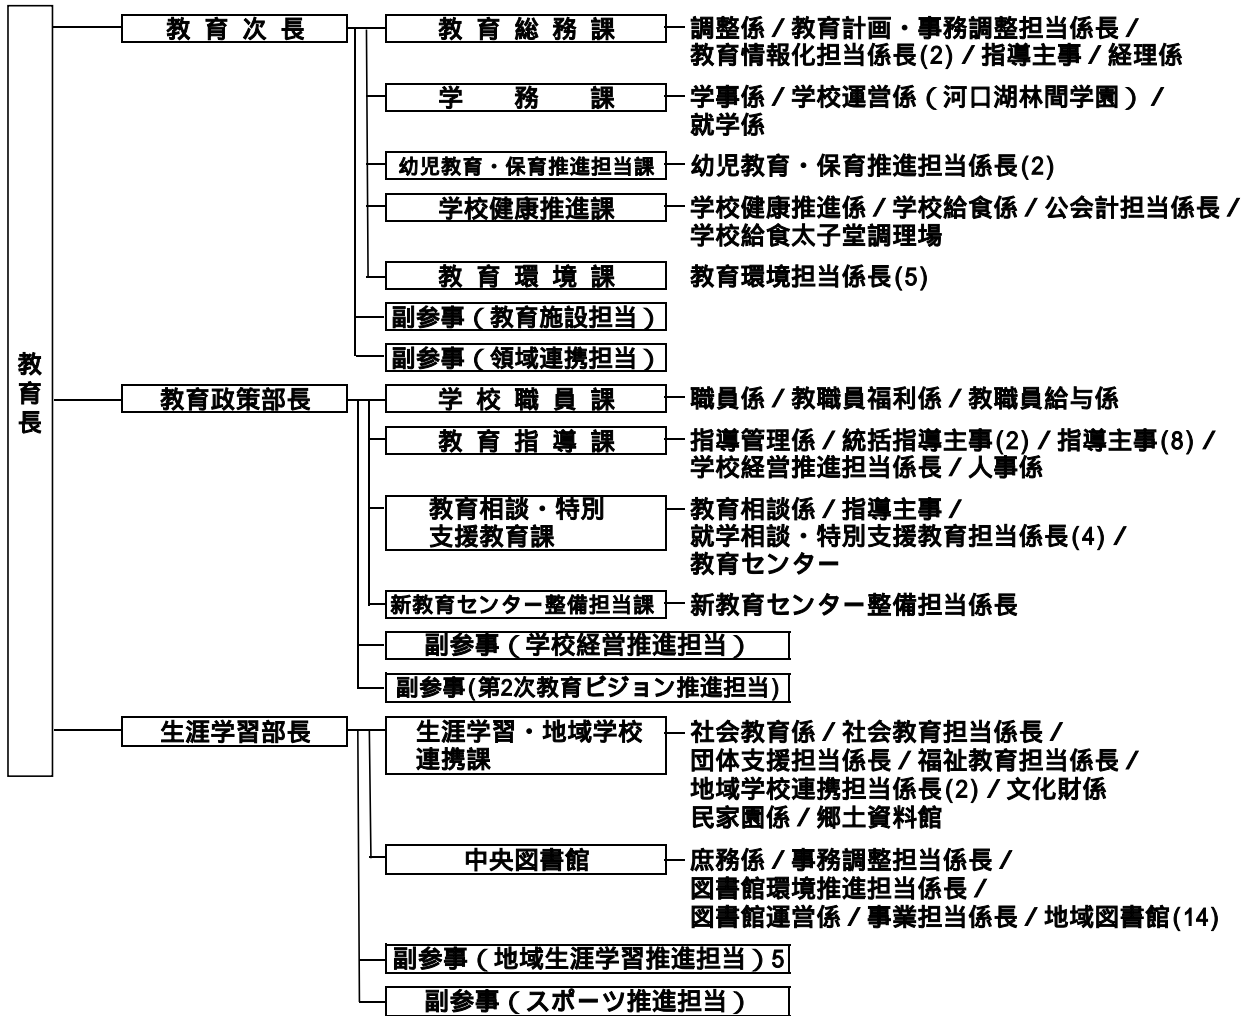 教育長
教育次長
教育総務課
調整係/教育計画・事務調整担当係長/
教育情報化担当係長(2)/指導主事/経理係
学務課
学事係/学校運営係(河口湖林間学園)/
就学係
幼児教育・保育推進担当課
幼児教育・保育推進担当係長(2)
学校健康推進課
学校健康推進係/学校給食係/公会計担当係長/
学校給食太子堂調理場
教育環境課
教育環境担当係長(5)
副参事(教育施設担当)
副参事(領域連携担当)
教育政策部長
学校職員課
職員係/教職員福利係/教職員給与係
教育指導課
指導管理係/統括指導主事(2)/指導主事(8)/
学校経営推進担当係長/人事係
教育相談・特別
支援教育課
教育相談係/指導主事/
就学相談・特別支援教育担当係長(4)/
教育センター
新教育センター整備担当課
新教育センター整備担当係長
副参事(学校経営推進担当)
副参事(第2次教育ビジョン推進担当)
生涯学習部長
生涯学習・地域学校
連携課
社会教育係/社会教育担当係長/
団体支援担当係長/福祉教育担当係長/
地域学校連携担当係長(2)/文化財係
民家園係/郷土資料館
中央図書館
庶務係/事務調整担当係長/
図書館環境推進担当係長/
図書館運営係/事業担当係長/地域図書館(14)
副参事(地域生涯学習推進担当)5
副参事(スポーツ推進担当)